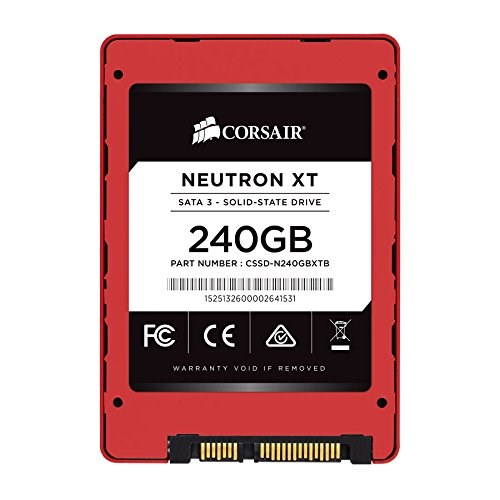 CORSAIR
NEUTRON XT
SATA 3 - SOLID-STATE DRIVE
240GB
PART NUMBER : CSSD-N240GBXTB
1525132600002641531
FC CE
WARRANTY VOID IF REMOVED